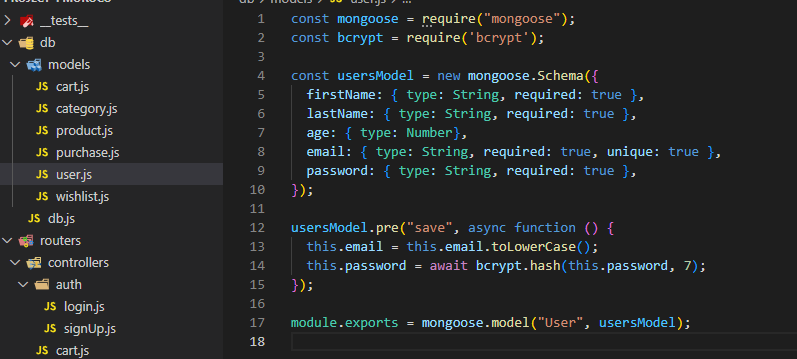 __tests__
db
models
JS cart.js
JS category.js
JS product.js
JS purchase.js
JS user.js
JS wishlist.js
JS db.js
routers
controllers
auth
JS login.js
JS signUp.js
JS cart.js
1 const mongoose = require("mongoose");
2 const bcrypt = require('bcrypt');
3
4 const usersModel = new mongoose.Schema({
5 firstName: { type: String, required: true },
6 lastName: { type: String, required: true },
7 age: { type: Number},
8 email: { type: String, required: true, unique: true },
9 password: { type: String, required: true },
10 });
11
12 usersModel.pre("save", async function () {
13 this.email = this.email.toLowerCase();
14 this.password = await bcrypt.hash(this.password, 7);
15 });
16
17 module.exports = mongoose.model("User", usersModel);
18